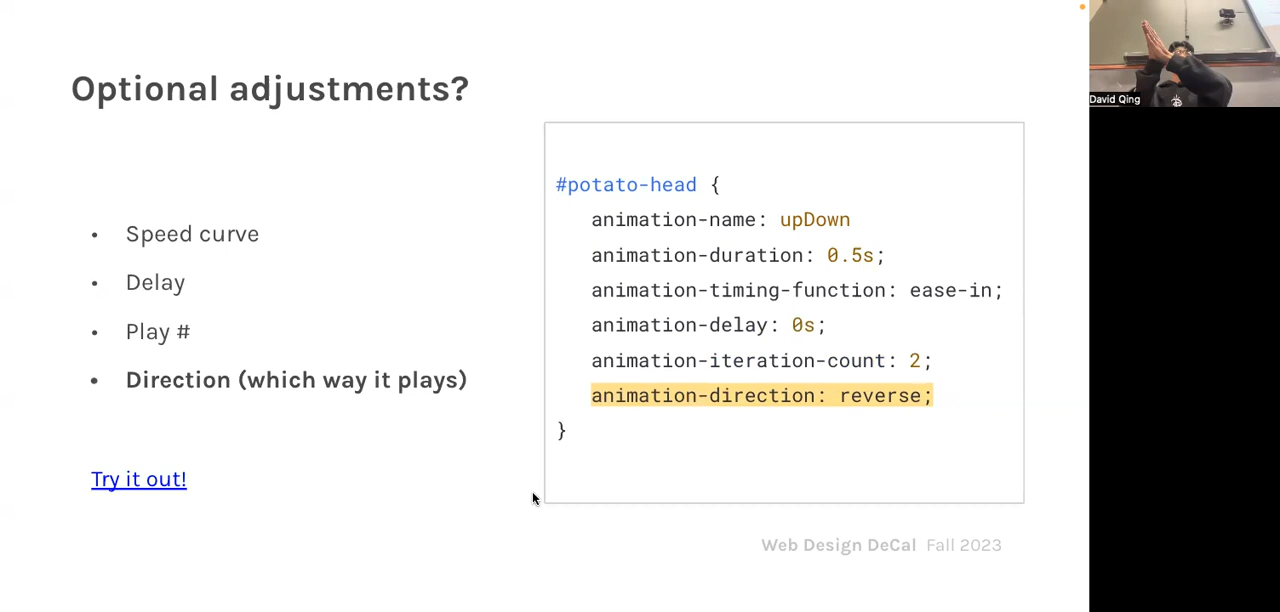 Optional adjustments?
• Speed curve
• Delay
• Play #
• Direction (which way it plays)
Try it out!
#potato-head {
animation-name: upDown
animation-duration: 0.5s;
animation-timing-function: ease-in;
animation-delay: 0s;
animation-iteration-count: 2;
animation-direction: reverse;
}
Web Design DeCal Fall 2023
David Qing